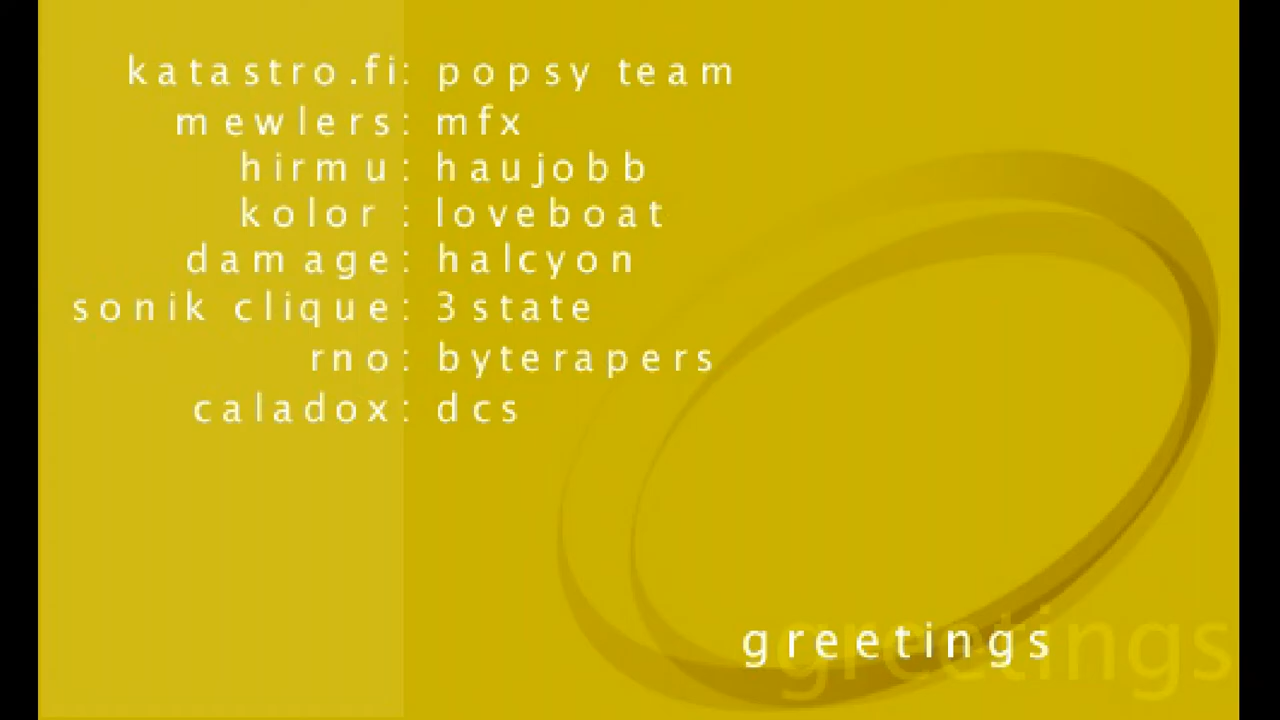 katastro.fi: popsy team
mewlers: mfx
hirmu: haujobb
kolor : loveboat
damage: halcyon
sonik clique: 3state
rno: byterapers
caladox: dcs
greetings
greetings